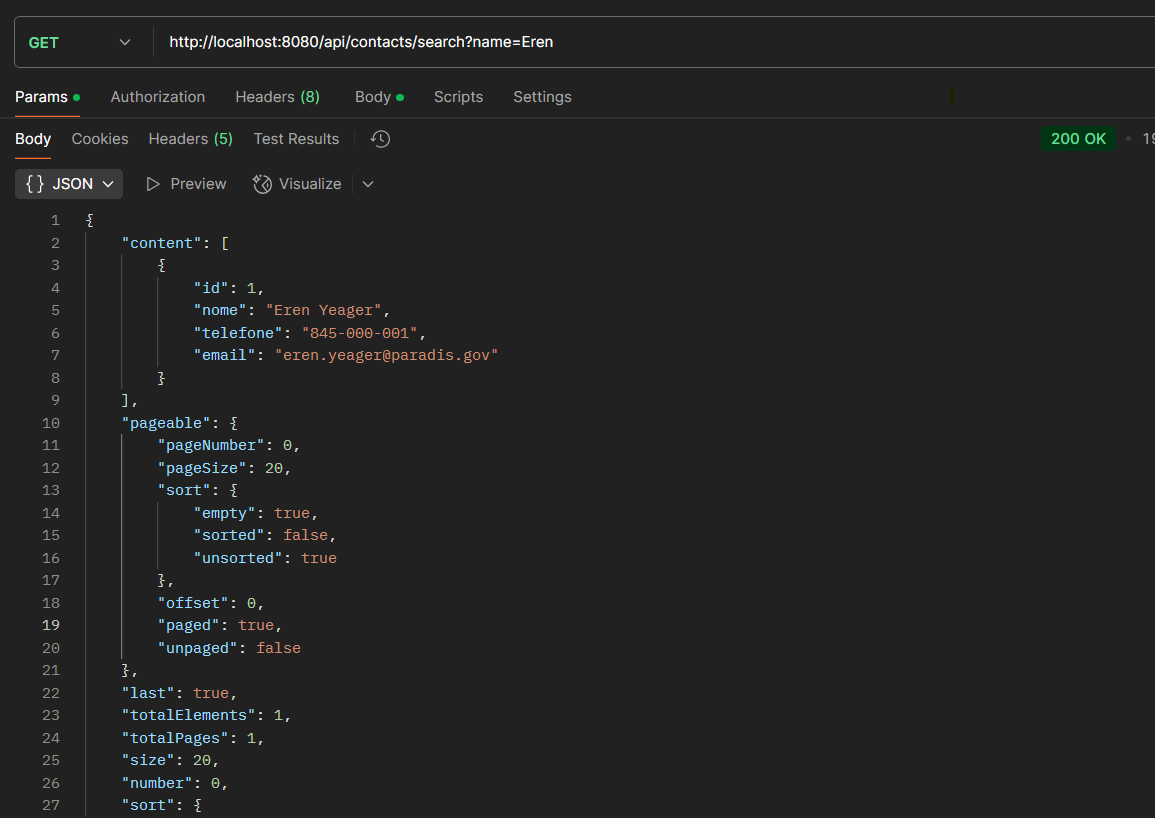 GET http://localhost:8080/api/contacts/search?name=Eren
Params Authorization Headers (8) Body Scripts Settings
Body Cookies Headers (5) Test Results 200 OK
{} JSON Preview Visualize
1 {
2 "content": [
3 {
4 "id": 1,
5 "nome": "Eren Yeager",
6 "telefone": "845-000-001",
7 "email": "eren.yeager@paradis.gov"
8 }
9 ],
10 "pageable": {
11 "pageNumber": 0,
12 "pageSize": 20,
13 "sort": {
14 "empty": true,
15 "sorted": false,
16 "unsorted": true
17 },
18 "offset": 0,
19 "paged": true,
20 "unpaged": false
21 },
22 "last": true,
23 "totalElements": 1,
24 "totalPages": 1,
25 "size": 20,
26 "number": 0,
27 "sort": {